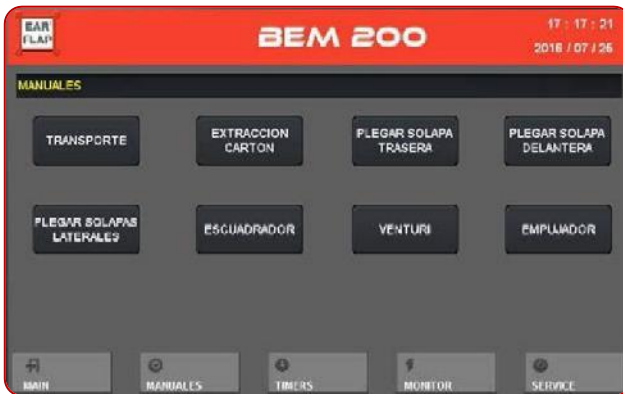 EAR
FLAP
BEM 200
17 : 17 : 21
2016 / 07 / 26
MANUALES
TRANSPORTE
EXTRACCION
CARTON
PLEGAR SOLAPA
TRASERA
PLEGAR SOLAPA
DELANTERA
PLEGAR SOLAPAS
LATERALES
ESCUADRADOR
VENTURI
EMPUJADOR
MAIN
MANUALES
TIMERS
MONITOR
SERVICE